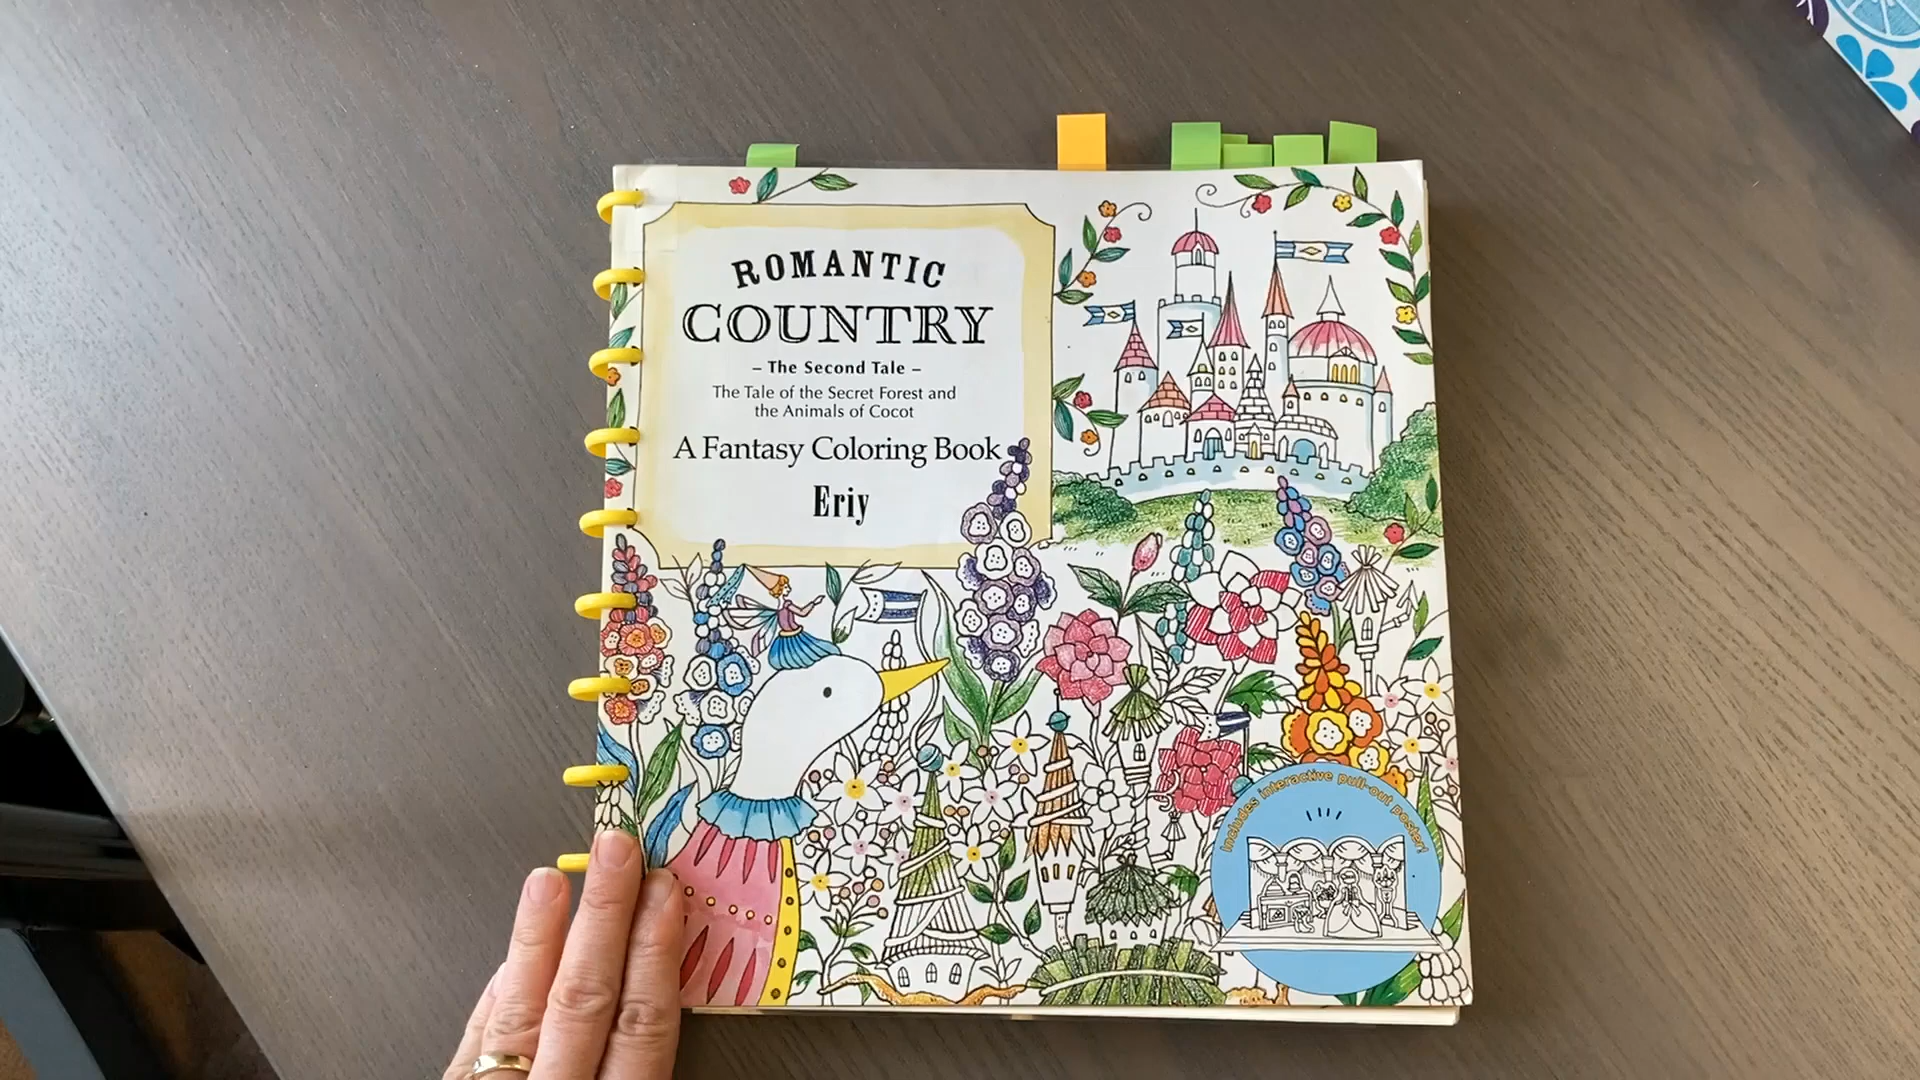 ROMANTIC
COUNTRY
– The Second Tale –
The Tale of the Secret Forest and
the Animals of Cocot
A Fantasy Coloring Book
Eriy
Includes interactive pull-out poster!